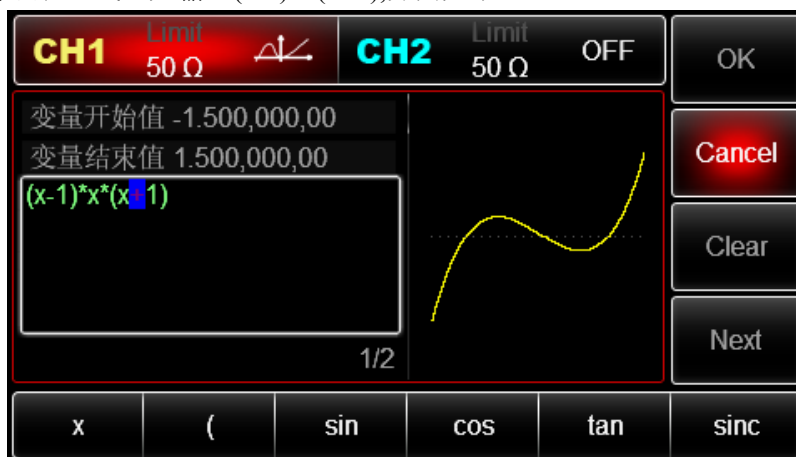 CH1 Limit 50 Ω
CH2 Limit 50 Ω OFF
OK
变量开始值 -1.500,000,00
变量结束值 1.500,000,00
(x-1)*x*(x+1)
1/2
Cancel
Clear
Next
x ( sin cos tan sinc